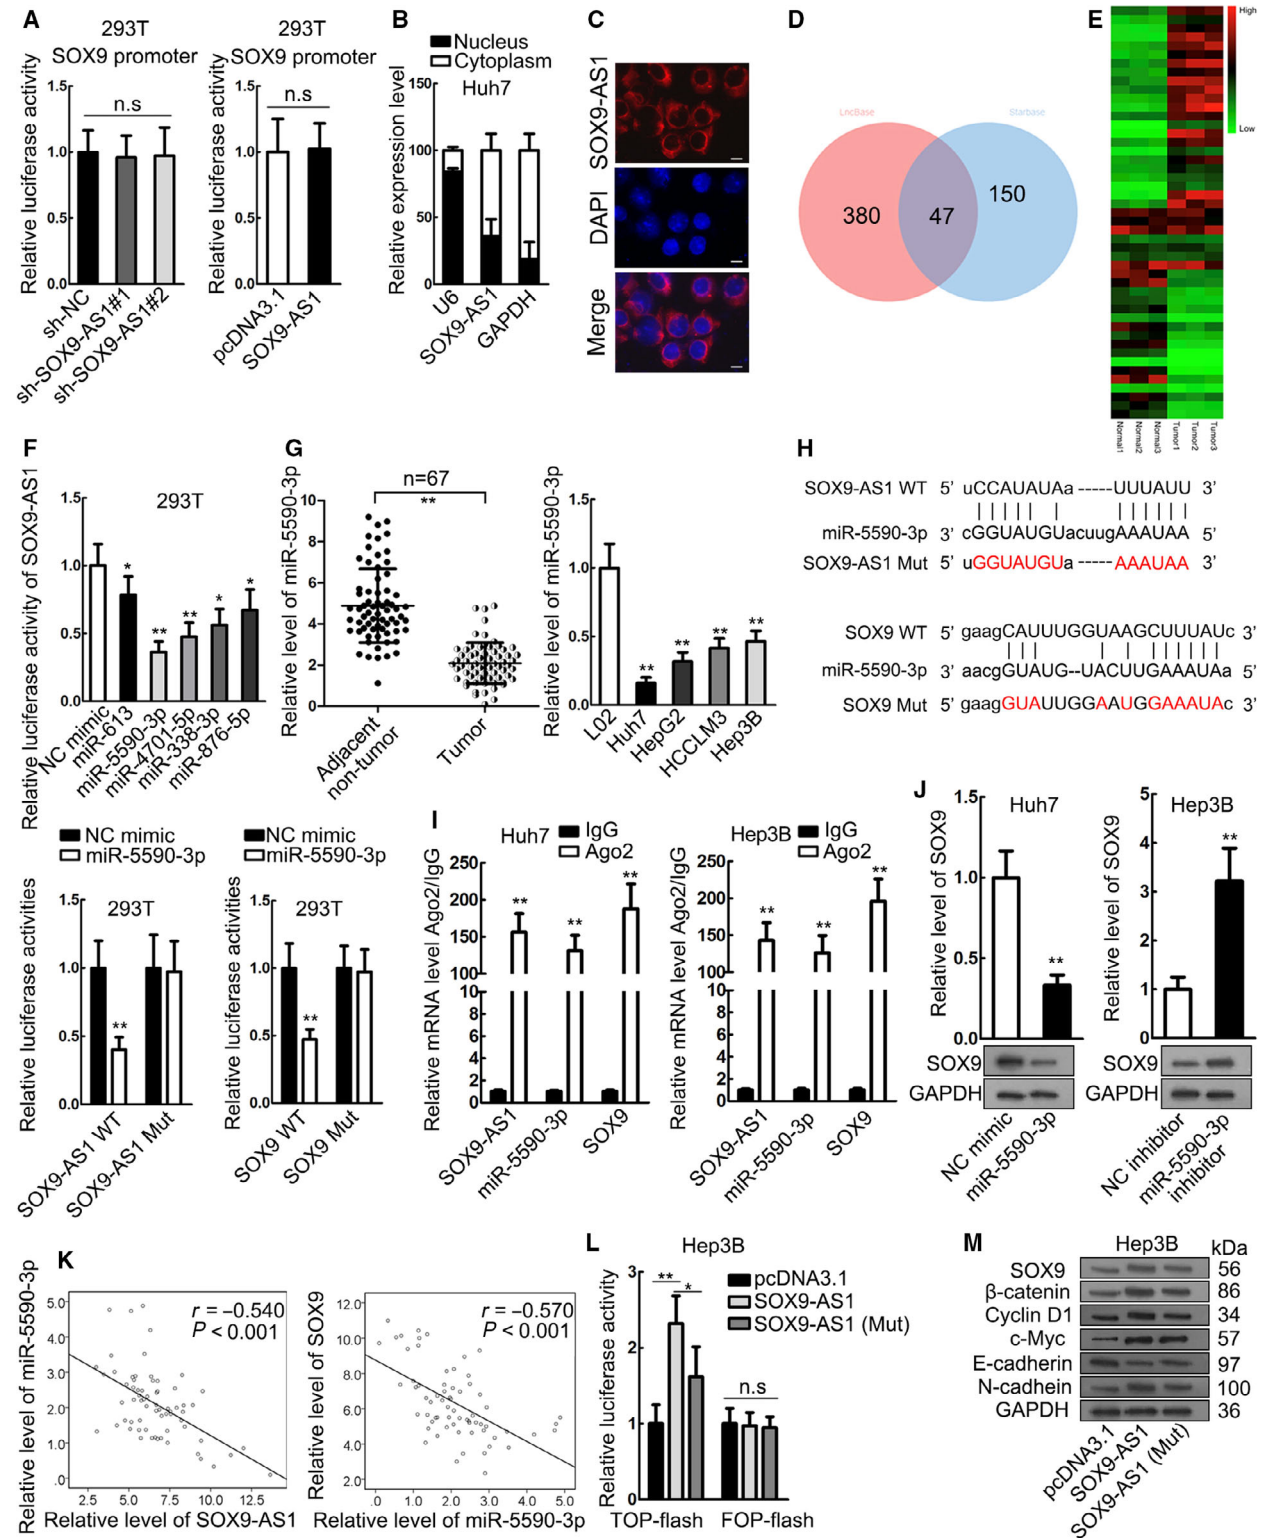 A
293T
SOX9 promoter
Relative luciferase activity
1.5
1.0
0.5
0.0
n.s
sh-NC
sh-SOX9-AS1#1
sh-SOX9-AS1#2
293T
SOX9 promoter
Relative luciferase activity
1.5
1.0
0.5
0.0
n.s
pcDNA3.1
SOX9-AS1
B
Nucleus
Cytoplasm
Huh7
Relative expression level
150
100
50
0
U6
SOX9-AS1
GAPDH
C
SOX9-AS1
DAPI
Merge
D
LncBase
Starbase
380
47
150
E
High
Low
Normal1
Normal2
Normal3
Tumor1
Tumor2
Tumor3
F
293T
Relative luciferase activity of SOX9-AS1
1.5
1.0
0.5
0.0
*
**
**
*
*
NC mimic
miR-613
miR-5590-3p
miR-4701-5p
miR-338-3p
miR-876-5p
G
n=67
**
Relative level of miR-5590-3p
10
8
6
4
2
0
Adjacent
non-tumor
Tumor
Relative level of miR-5590-3p
1.5
1.0
0.5
0.0
**
**
**
**
L02
Huh7
HepG2
HCCLM3
Hep3B
H
SOX9-AS1 WT 5’ uCCAUAUAa -----UUUAUU 3’
miR-5590-3p 3’ cGGUAUGUacuugAAAUAA 5’
SOX9-AS1 Mut 5’ uGGUAUGUa -----AAAUAA 3’
SOX9 WT 5’ gaagCAUUUGGUAAGCUUUAUc 3’
miR-5590-3p 3’ aacgGUAUG--UACUUGAAAUAa 5’
SOX9 Mut 5’ gaagGUAUUGGAAUGGAAAUAc 3’
NC mimic
miR-5590-3p
293T
Relative luciferase activities
1.5
1.0
0.5
0.0
**
SOX9-AS1 WT
SOX9-AS1 Mut
NC mimic
miR-5590-3p
293T
Relative luciferase activities
1.5
1.0
0.5
0.0
**
SOX9 WT
SOX9 Mut
I
Huh7
IgG
Ago2
Relative mRNA level Ago2/IgG
250
200
150
100
10
8
6
4
2
0
**
**
**
SOX9-AS1
miR-5590-3p
SOX9
Hep3B
IgG
Ago2
Relative mRNA level Ago2/IgG
250
200
150
100
10
8
6
4
2
0
**
**
**
SOX9-AS1
miR-5590-3p
SOX9
J
Huh7
Relative level of SOX9
1.5
1.0
0.5
0.0
**
SOX9
GAPDH
NC mimic
miR-5590-3p
Hep3B
Relative level of SOX9
5
4
3
2
1
0
**
SOX9
GAPDH
NC inhibitor
miR-5590-3p
inhibitor
K
r = –0.540
P < 0.001
Relative level of miR-5590-3p
5.0
4.0
3.0
2.0
1.0
.0
2.5
5.0
7.5
10.0
12.5
Relative level of SOX9-AS1
r = –0.570
P < 0.001
Relative level of SOX9
12.0
10.0
8.0
6.0
4.0
2.0
.0
1.0
2.0
3.0
4.0
5.0
Relative level of miR-5590-3p
L
Hep3B
pcDNA3.1
SOX9-AS1
SOX9-AS1 (Mut)
Relative luciferase activity
3
2
1
0
**
*
n.s
TOP-flash
FOP-flash
M
Hep3B
kDa
SOX9 56
β-catenin 86
Cyclin D1 34
c-Myc 57
E-cadherin 97
N-cadhein 100
GAPDH 36
pcDNA3.1
SOX9-AS1
SOX9-AS1 (Mut)